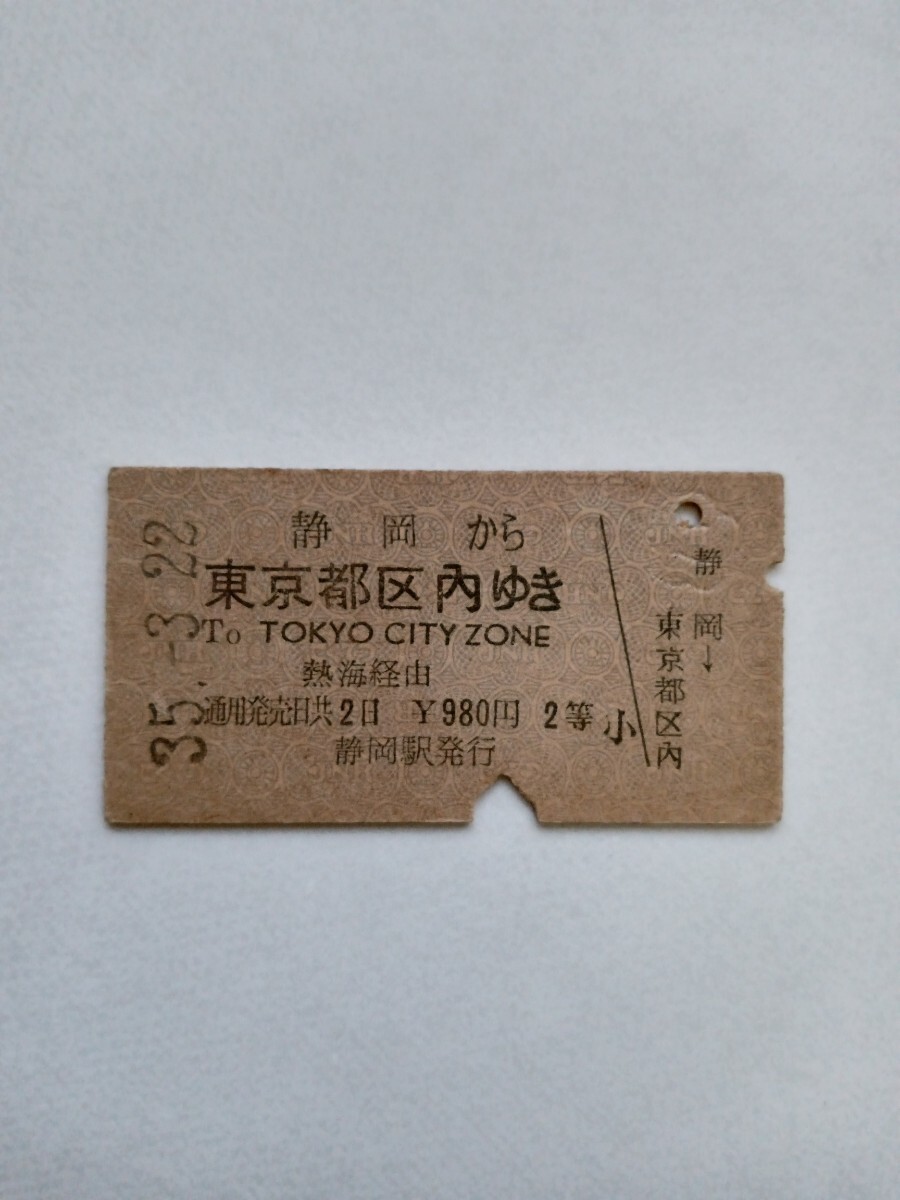 35.-3.22
静岡から
東京都区内ゆき
To TOKYO CITY ZONE
熱海経由
通用発売日共2日 ￥980円 2等
静岡駅発行
小
静岡→
東京都区内